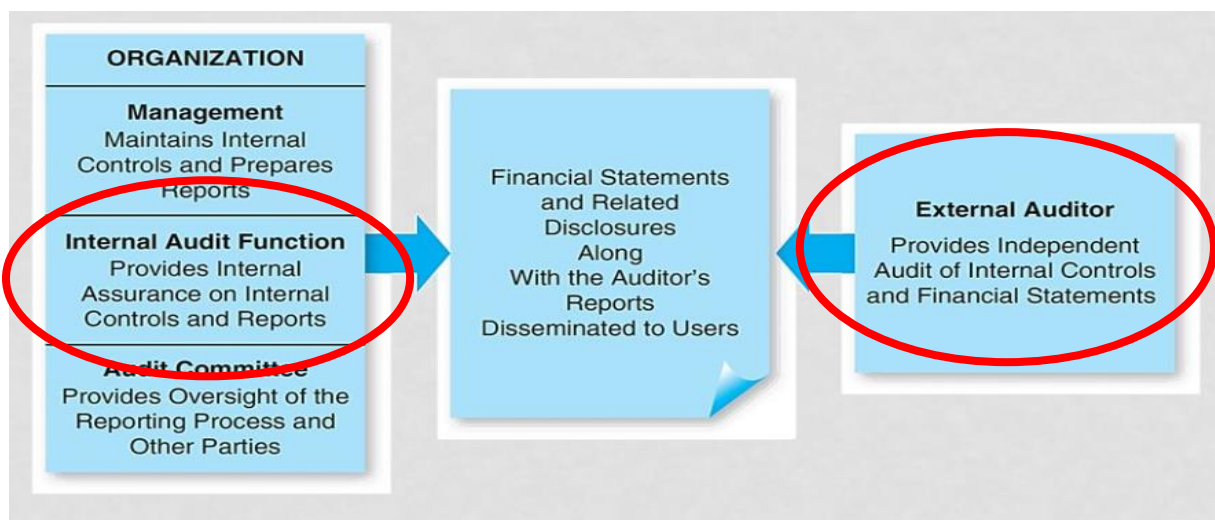 ORGANIZATION
Management
Maintains Internal
Controls and Prepares
Reports
Internal Audit Function
Provides Internal
Assurance on Internal
Controls and Reports
Audit Committee
Provides Oversight of the
Reporting Process and
Other Parties
Financial Statements
and Related
Disclosures
Along
With the Auditor's
Reports
Disseminated to Users
External Auditor
Provides Independent
Audit of Internal Controls
and Financial Statements